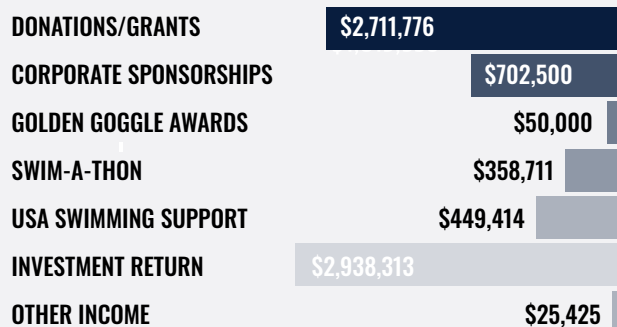 DONATIONS/GRANTS $2,711,776
CORPORATE SPONSORSHIPS $702,500
GOLDEN GOGGLE AWARDS $50,000
SWIM-A-THON $358,711
USA SWIMMING SUPPORT $449,414
INVESTMENT RETURN $2,938,313
OTHER INCOME $25,425